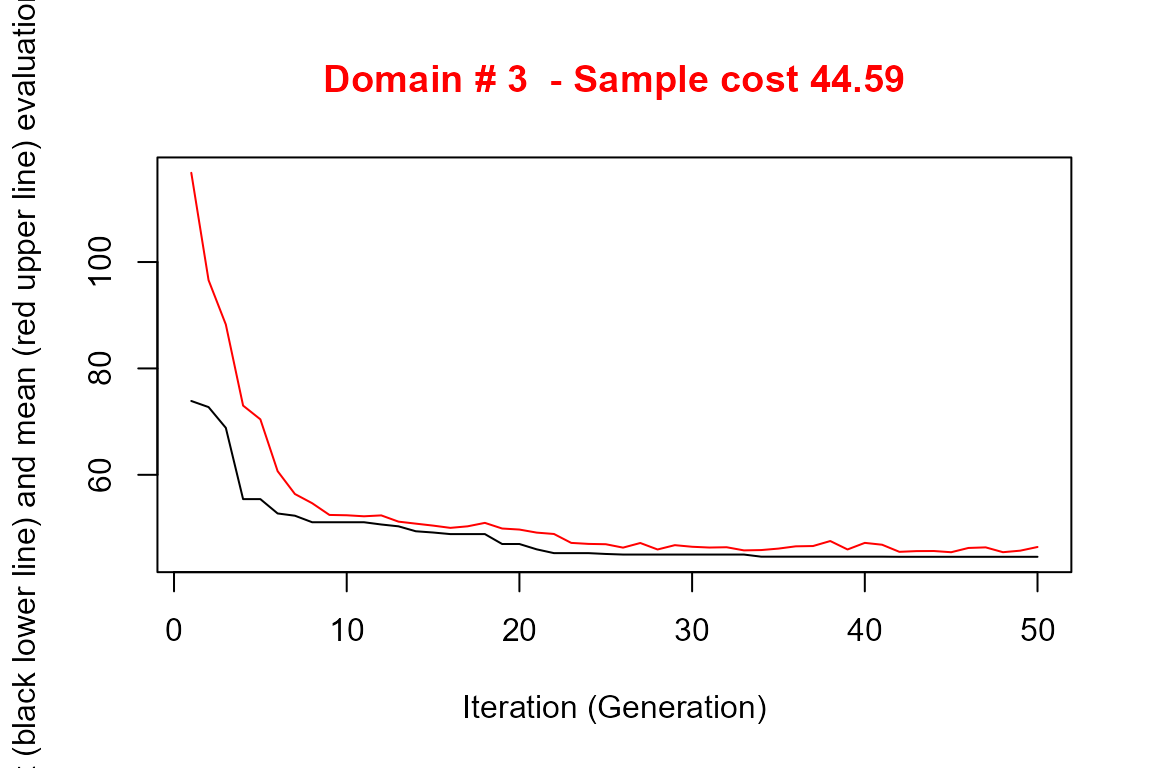 Domain # 3  - Sample cost 44.59
(black lower line) and mean (red upper line) evaluation
100
80
60
0 10 20 30 40 50
Iteration (Generation)